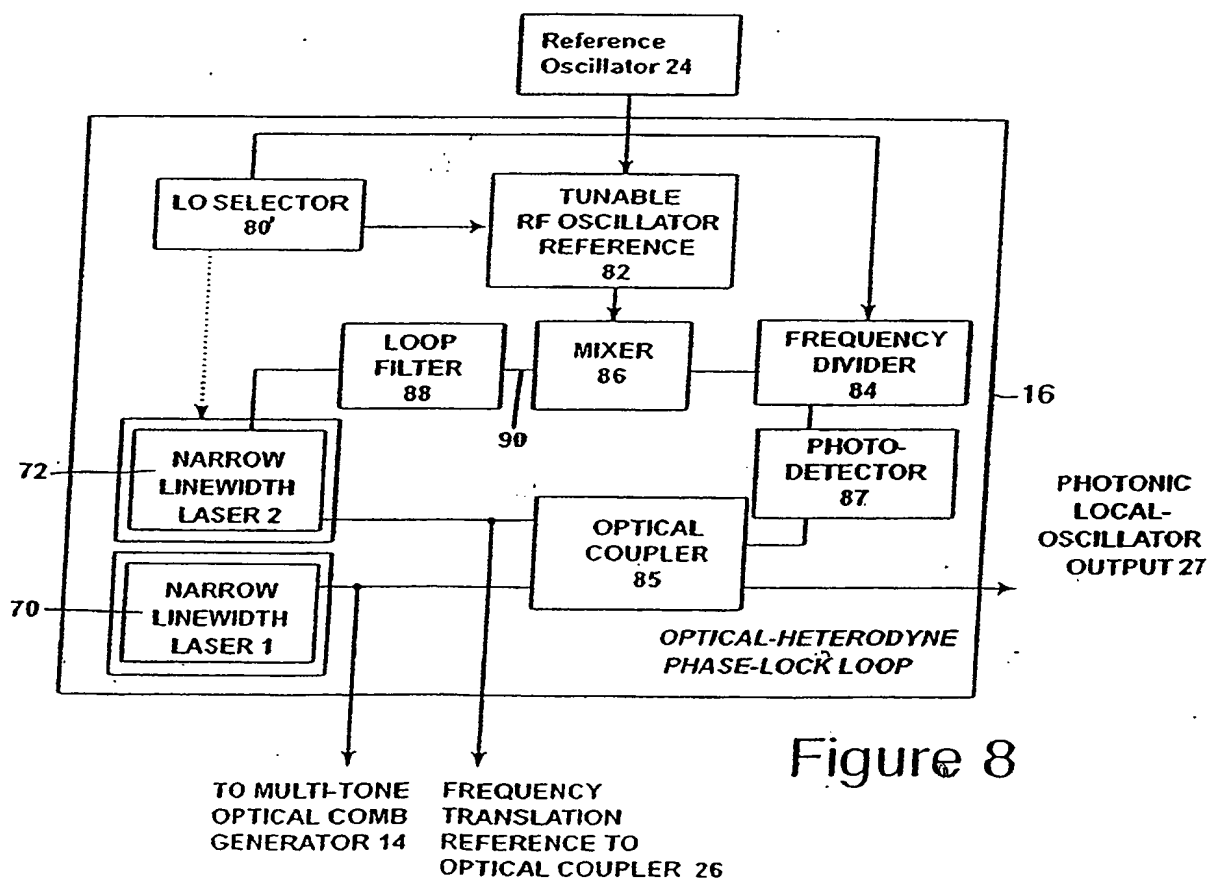 Reference
Oscillator 24
LO SELECTOR
80'
TUNABLE
RF OSCILLATOR
REFERENCE
82
LOOP
FILTER
88
90
MIXER
86
FREQUENCY
DIVIDER
84
16
72
NARROW
LINEWIDTH
LASER 2
PHOTO-
DETECTOR
87
OPTICAL
COUPLER
85
PHOTONIC
LOCAL-
OSCILLATOR
OUTPUT 27
70
NARROW
LINEWIDTH
LASER 1
OPTICAL-HETERODYNE
PHASE-LOCK LOOP
Figure 8
TO MULTI-TONE
OPTICAL COMB
GENERATOR 14
FREQUENCY
TRANSLATION
REFERENCE TO
OPTICAL COUPLER 26